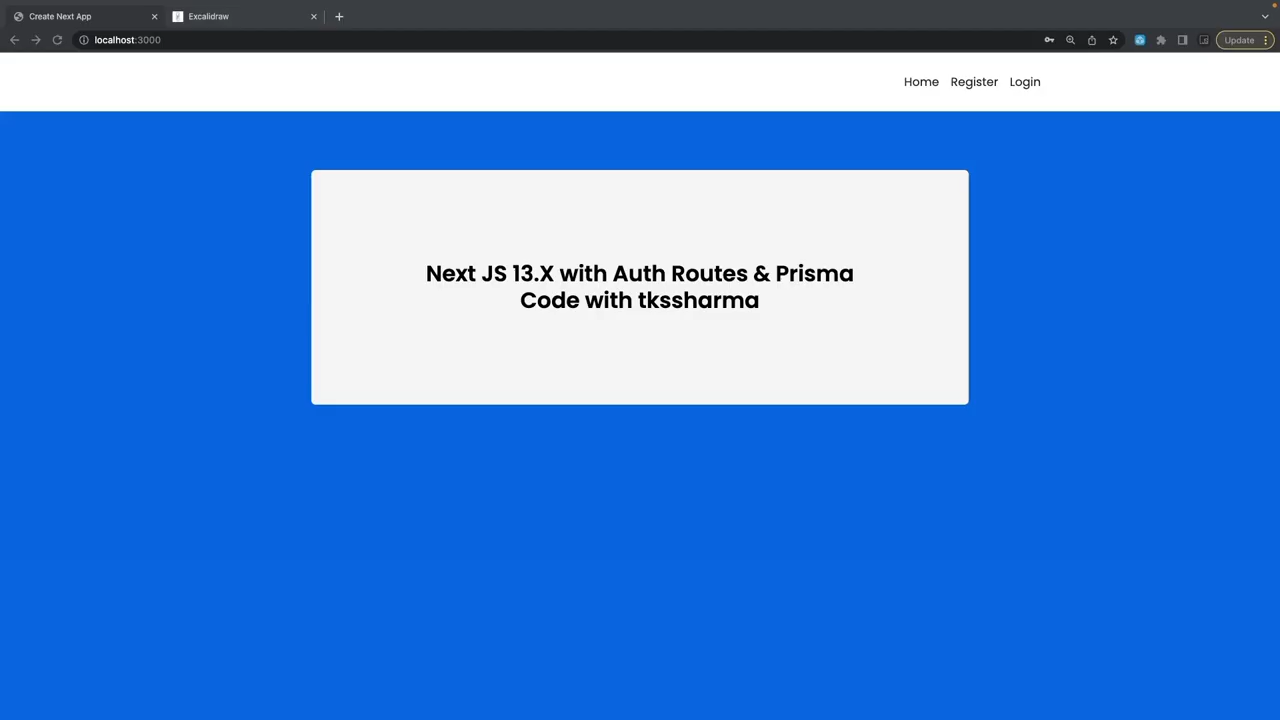 Create Next App
Excalidraw
localhost:3000
Update
Home Register Login
Next JS 13.X with Auth Routes & Prisma
Code with tkssharma